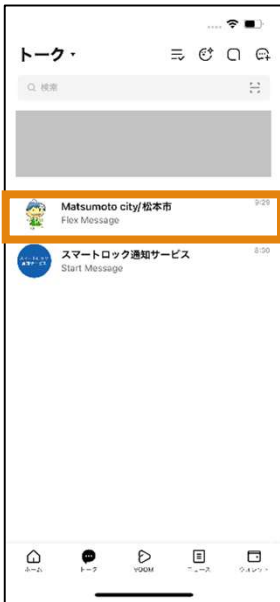 トーク
検索
Matsumoto city/松本市
9/29
Flex Message
スマートロック通知サービス
8/30
Start Message
ホーム
トーク
VOOM
ニュース
ウォレット